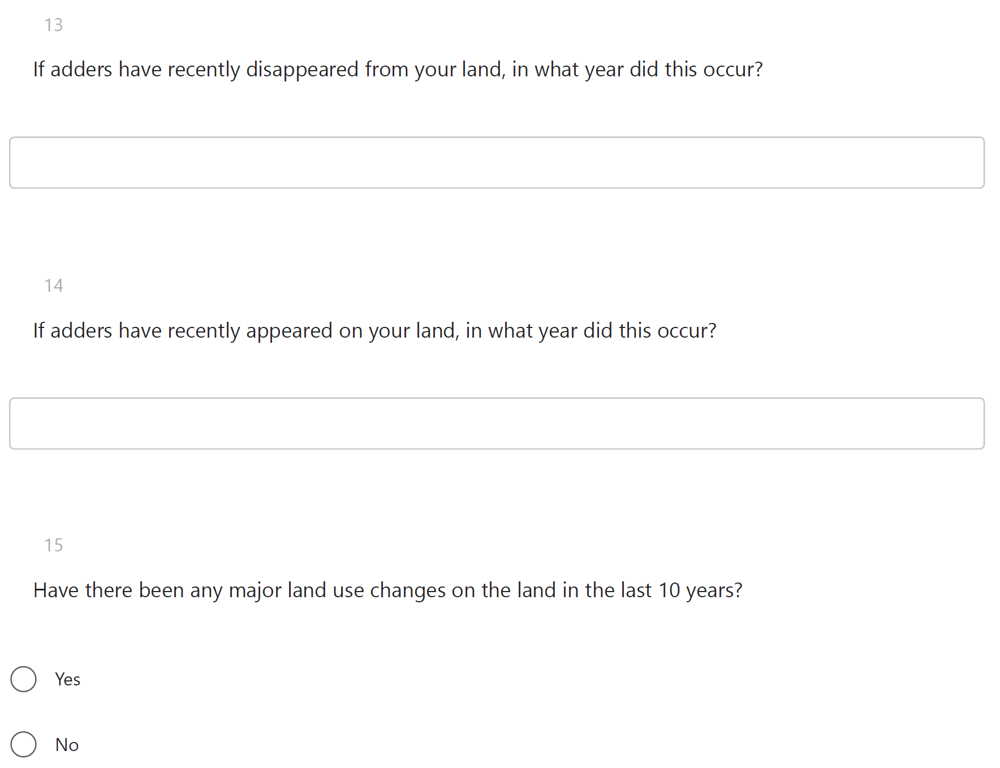 13
If adders have recently disappeared from your land, in what year did this occur?
14
If adders have recently appeared on your land, in what year did this occur?
15
Have there been any major land use changes on the land in the last 10 years?
Yes
No